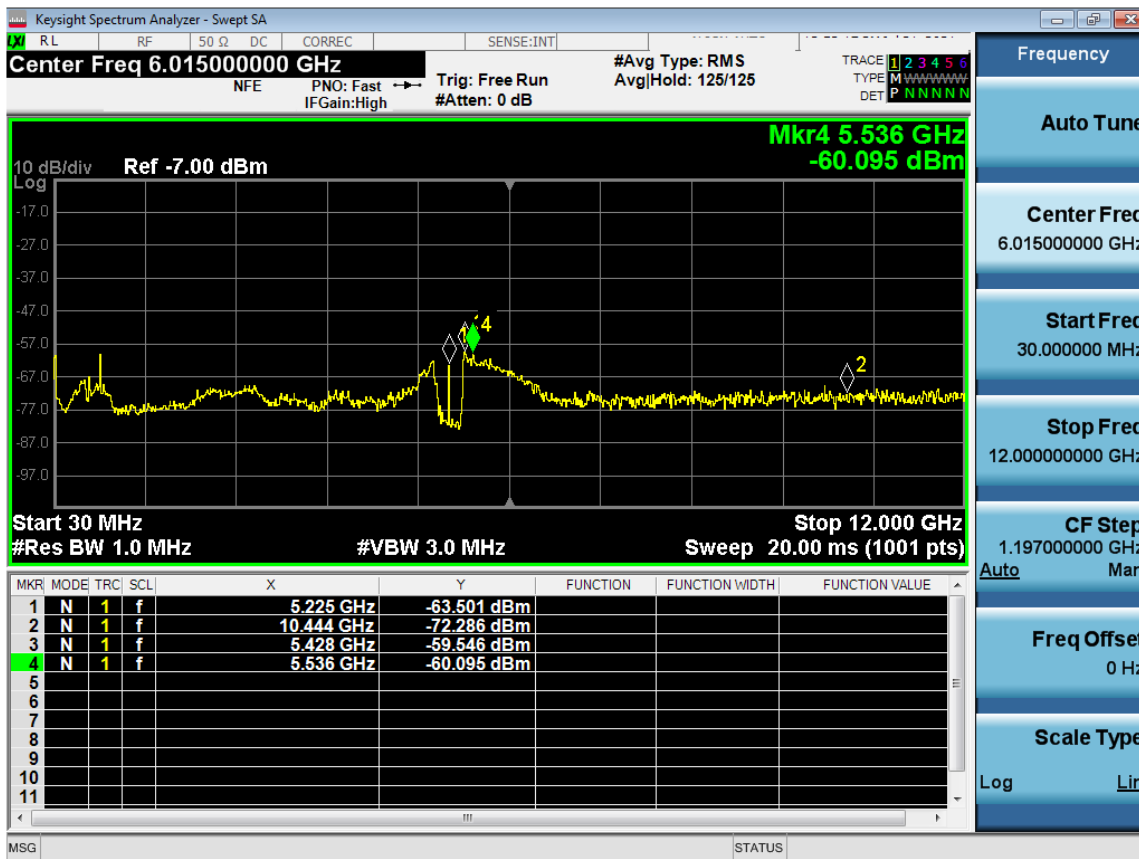 Keysight Spectrum Analyzer - Swept SA
LXI RL RF 50 Ω DC CORREC SENSE:INT
Center Freq 6.015000000 GHz
NFE
PNO: Fast
IFGain:High
Trig: Free Run
#Atten: 0 dB
#Avg Type: RMS
Avg|Hold: 125/125
TRACE 1 2 3 4 5 6
TYPE M WWWWW
DET P N N N N N
Mkr4 5.536 GHz
-60.095 dBm
10 dB/div Ref -7.00 dBm
Log
-17.0
-27.0
-37.0
-47.0
-57.0
-67.0
-77.0
-87.0
-97.0
4
2
Start 30 MHz Stop 12.000 GHz
#Res BW 1.0 MHz #VBW 3.0 MHz Sweep 20.00 ms (1001 pts)
MKR MODE TRC SCL X Y FUNCTION FUNCTION WIDTH FUNCTION VALUE
1 N 1 f 5.225 GHz -63.501 dBm
2 N 1 f 10.444 GHz -72.286 dBm
3 N 1 f 5.428 GHz -59.546 dBm
4 N 1 f 5.536 GHz -60.095 dBm
5
6
7
8
9
10
11
MSG STATUS
Frequency
Auto Tune
Center Freq
6.015000000 GHz
Start Freq
30.000000 MHz
Stop Freq
12.000000000 GHz
CF Step
1.197000000 GHz
Auto Man
Freq Offset
0 Hz
Scale Type
Log Lin